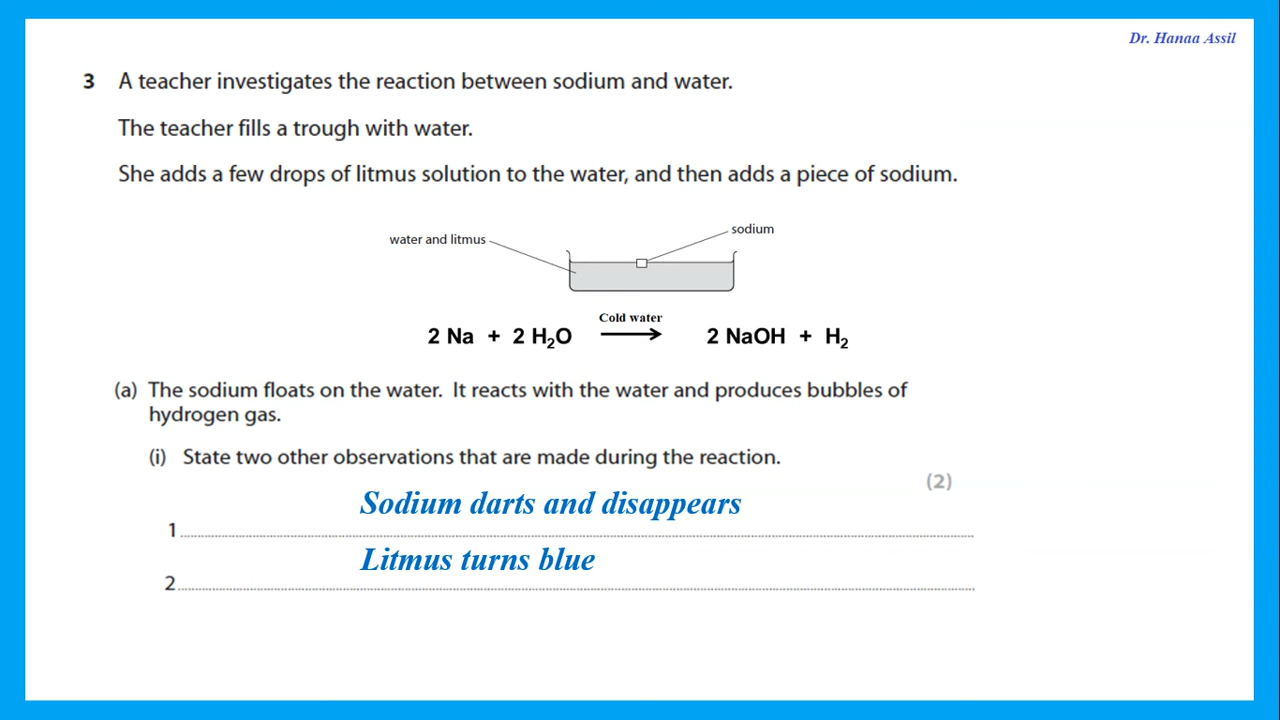 Dr. Hanaa Assil
3 A teacher investigates the reaction between sodium and water.
The teacher fills a trough with water.
She adds a few drops of litmus solution to the water, and then adds a piece of sodium.
sodium
water and litmus
Cold water
2 Na + 2 H₂O ⟶ 2 NaOH + H₂
(a) The sodium floats on the water. It reacts with the water and produces bubbles of
hydrogen gas.
(i) State two other observations that are made during the reaction.
(2)
Sodium darts and disappears
1
Litmus turns blue
2